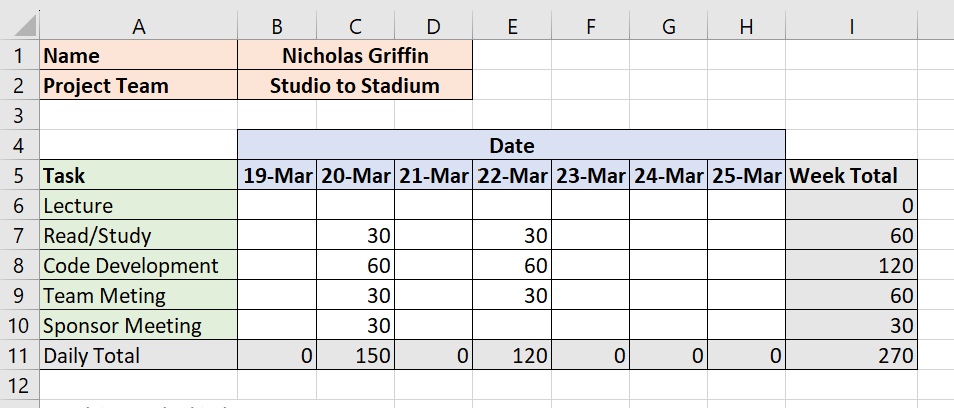 A B C D E F G H I
1 Name Nicholas Griffin
2 Project Team Studio to Stadium
3
4 Date
5 Task 19-Mar 20-Mar 21-Mar 22-Mar 23-Mar 24-Mar 25-Mar Week Total
6 Lecture 0
7 Read/Study 30 30 60
8 Code Development 60 60 120
9 Team Meting 30 30 60
10 Sponsor Meeting 30 30
11 Daily Total 0 150 0 120 0 0 0 270
12